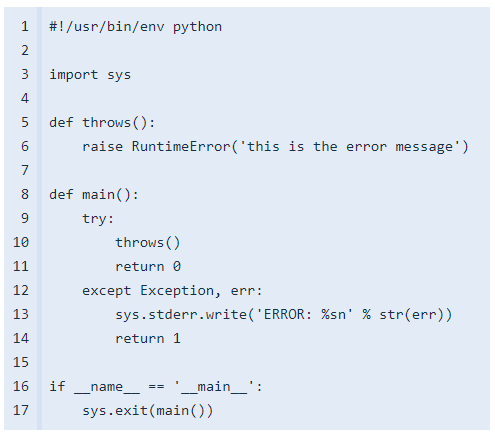 1 #!/usr/bin/env python
2
3 import sys
4
5 def throws():
6     raise RuntimeError('this is the error message')
7
8 def main():
9     try:
10         throws()
11         return 0
12     except Exception, err:
13         sys.stderr.write('ERROR: %sn' % str(err))
14         return 1
15
16 if __name__ == '__main__':
17     sys.exit(main())